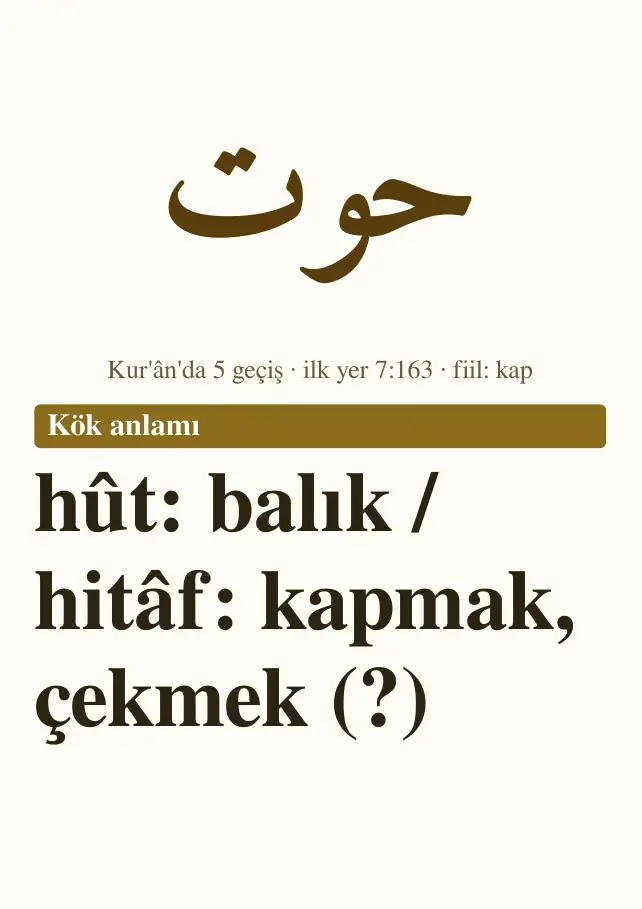 حوت
Kur'ân'da 5 geçiş · ilk yer 7:163 · fiil: kap
Kök anlamı
hût: balık /
hitâf: kapmak,
çekmek (?)